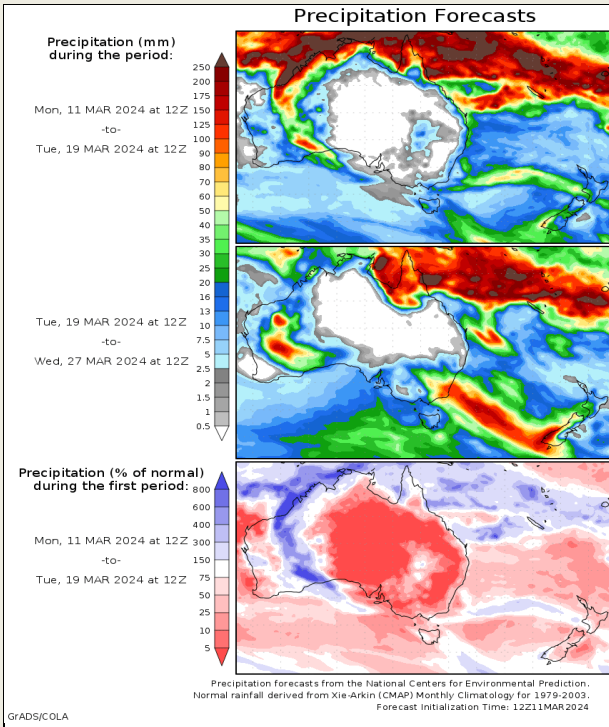 Precipitation Forecasts
Precipitation (mm)
during the period:
Mon, 11 MAR 2024 at 12Z
-to-
Tue, 19 MAR 2024 at 12Z
250
200
175
150
125
100
90
80
70
60
50
40
35
30
25
20
16
13
10
7.5
5
2.5
2
1.5
1
0.5
Tue, 19 MAR 2024 at 12Z
-to-
Wed, 27 MAR 2024 at 12Z
Precipitation (% of normal)
during the first period:
Mon, 11 MAR 2024 at 12Z
-to-
Tue, 19 MAR 2024 at 12Z
800
600
400
300
150
75
50
25
10
5
Precipitation forecasts from the National Centers for Environmental Prediction.
Normal rainfall derived from Xie-Arkin (CMAP) Monthly Climatology for 1979-2003.
Forecast Initialization Time: 12Z11MAR2024
GrADS/COLA